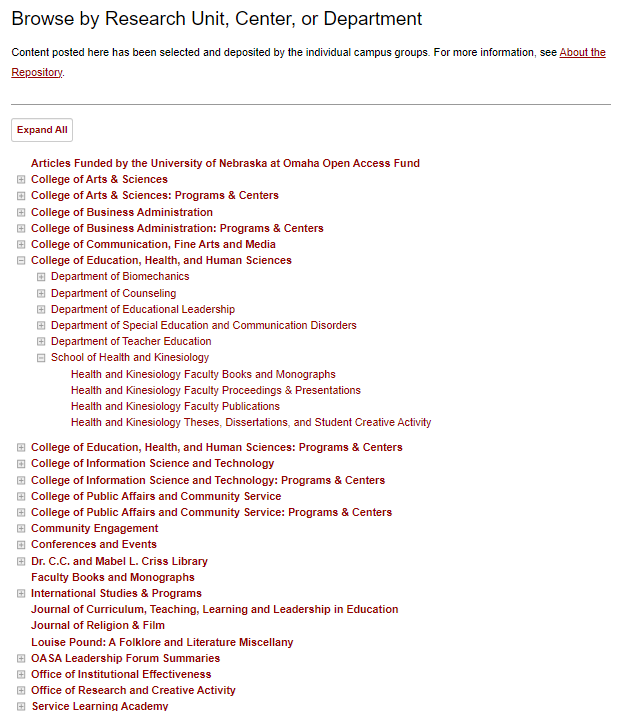 Browse by Research Unit, Center, or Department
Content posted here has been selected and deposited by the individual campus groups. For more information, see About the
Repository.
Expand All
Articles Funded by the University of Nebraska at Omaha Open Access Fund
College of Arts & Sciences
College of Arts & Sciences: Programs & Centers
College of Business Administration
College of Business Administration: Programs & Centers
College of Communication, Fine Arts and Media
College of Education, Health, and Human Sciences
Department of Biomechanics
Department of Counseling
Department of Educational Leadership
Department of Special Education and Communication Disorders
Department of Teacher Education
School of Health and Kinesiology
Health and Kinesiology Faculty Books and Monographs
Health and Kinesiology Faculty Proceedings & Presentations
Health and Kinesiology Faculty Publications
Health and Kinesiology Theses, Dissertations, and Student Creative Activity
College of Education, Health, and Human Sciences: Programs & Centers
College of Information Science and Technology
College of Information Science and Technology: Programs & Centers
College of Public Affairs and Community Service
College of Public Affairs and Community Service: Programs & Centers
Community Engagement
Conferences and Events
Dr. C.C. and Mabel L. Criss Library
Faculty Books and Monographs
International Studies & Programs
Journal of Curriculum, Teaching, Learning and Leadership in Education
Journal of Religion & Film
Louise Pound: A Folklore and Literature Miscellany
OASA Leadership Forum Summaries
Office of Institutional Effectiveness
Office of Research and Creative Activity
Service Learning Academy